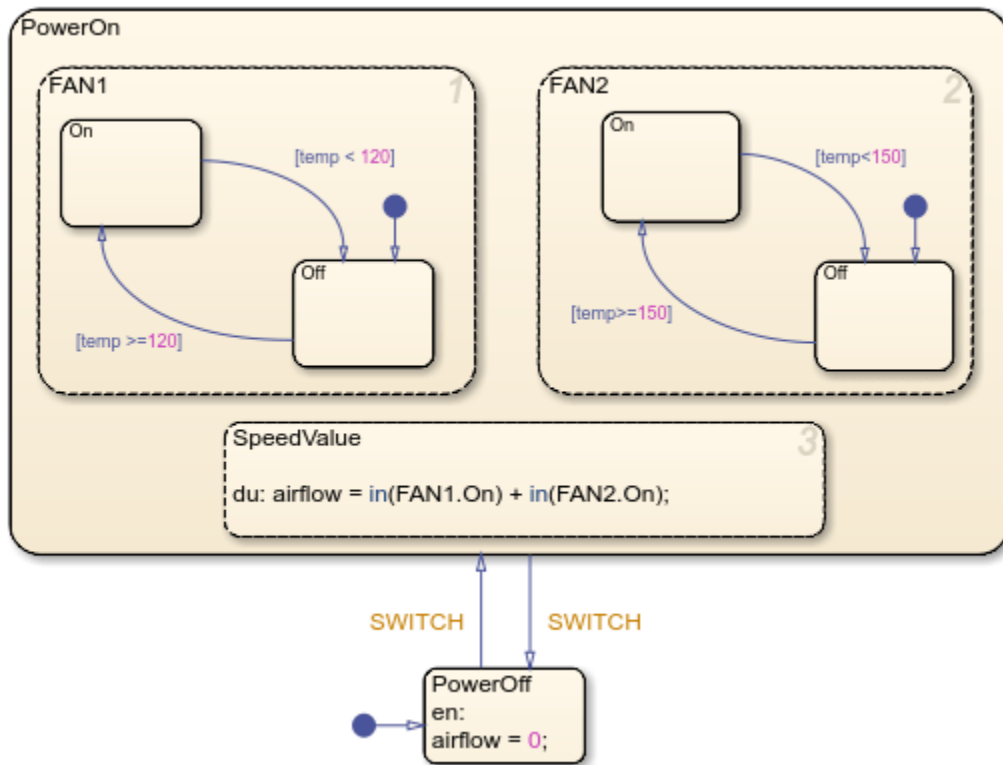 PowerOn
FAN1
1
On
[temp < 120]
Off
[temp >=120]
FAN2
2
On
[temp<150]
Off
[temp>=150]
SpeedValue
3
du: airflow = in(FAN1.On) + in(FAN2.On);
SWITCH
SWITCH
PowerOff
en:
airflow = 0;